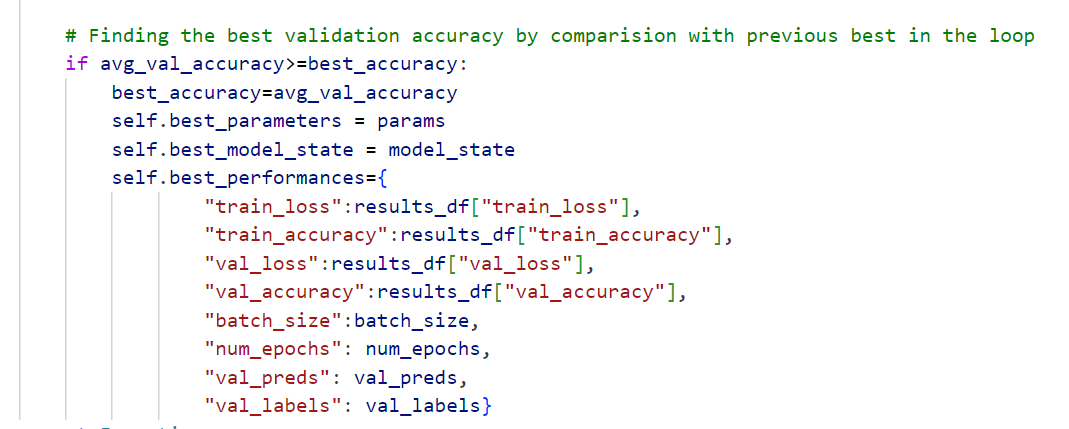 # Finding the best validation accuracy by comparision with previous best in the loop
if avg_val_accuracy>=best_accuracy:
best_accuracy=avg_val_accuracy
self.best_parameters = params
self.best_model_state = model_state
self.best_performances={
"train_loss":results_df["train_loss"],
"train_accuracy":results_df["train_accuracy"],
"val_loss":results_df["val_loss"],
"val_accuracy":results_df["val_accuracy"],
"batch_size":batch_size,
"num_epochs": num_epochs,
"val_preds": val_preds,
"val_labels": val_labels}